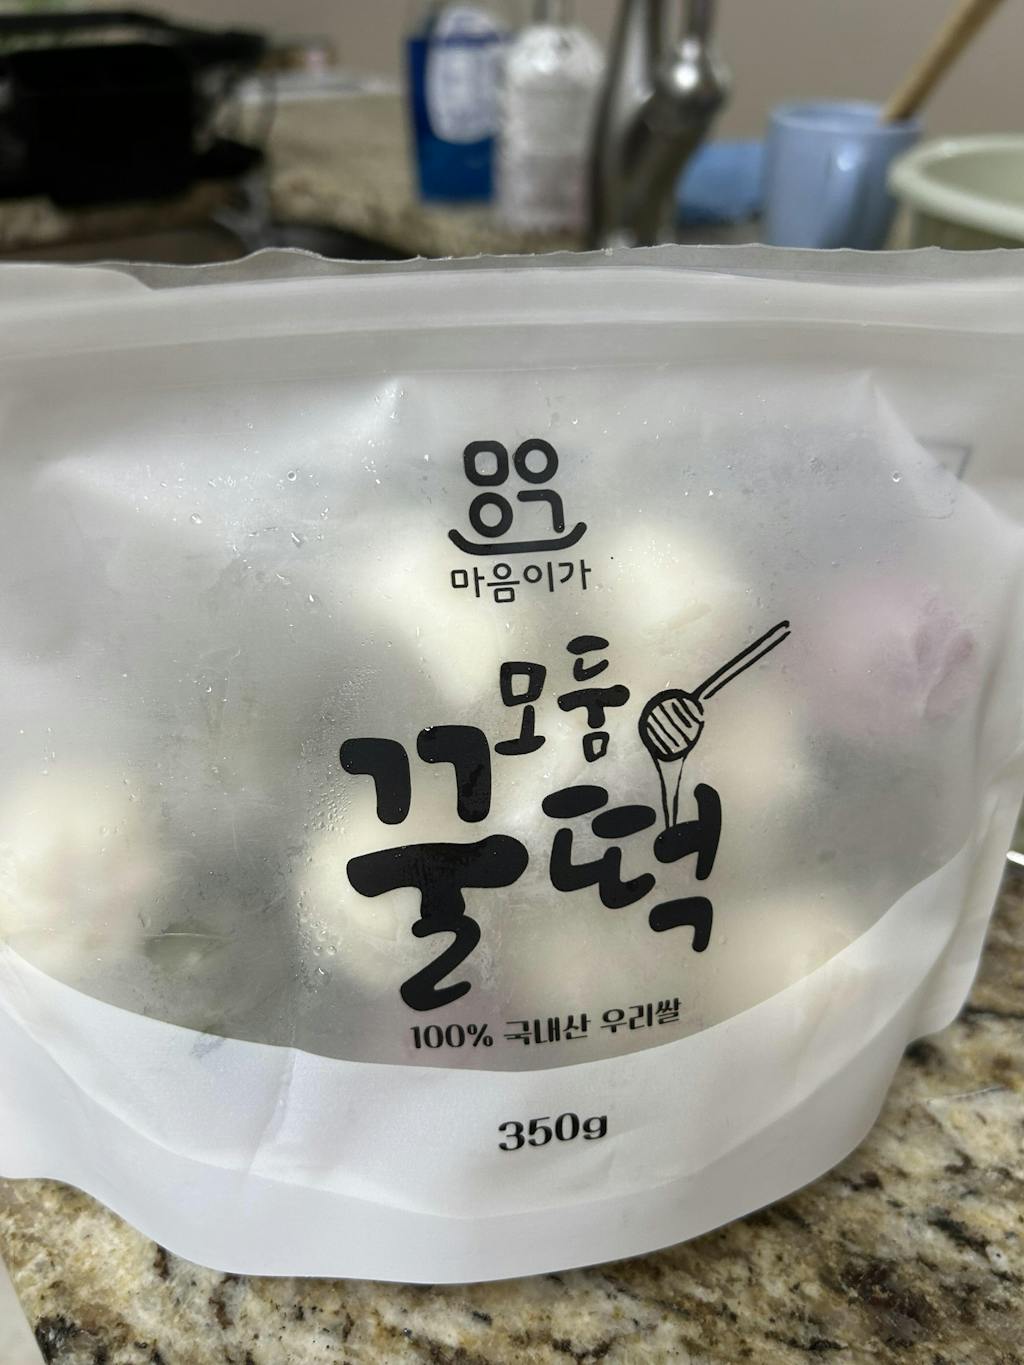 마음이가
모둠
꿀떡
100% 국내산 우리쌀
350g